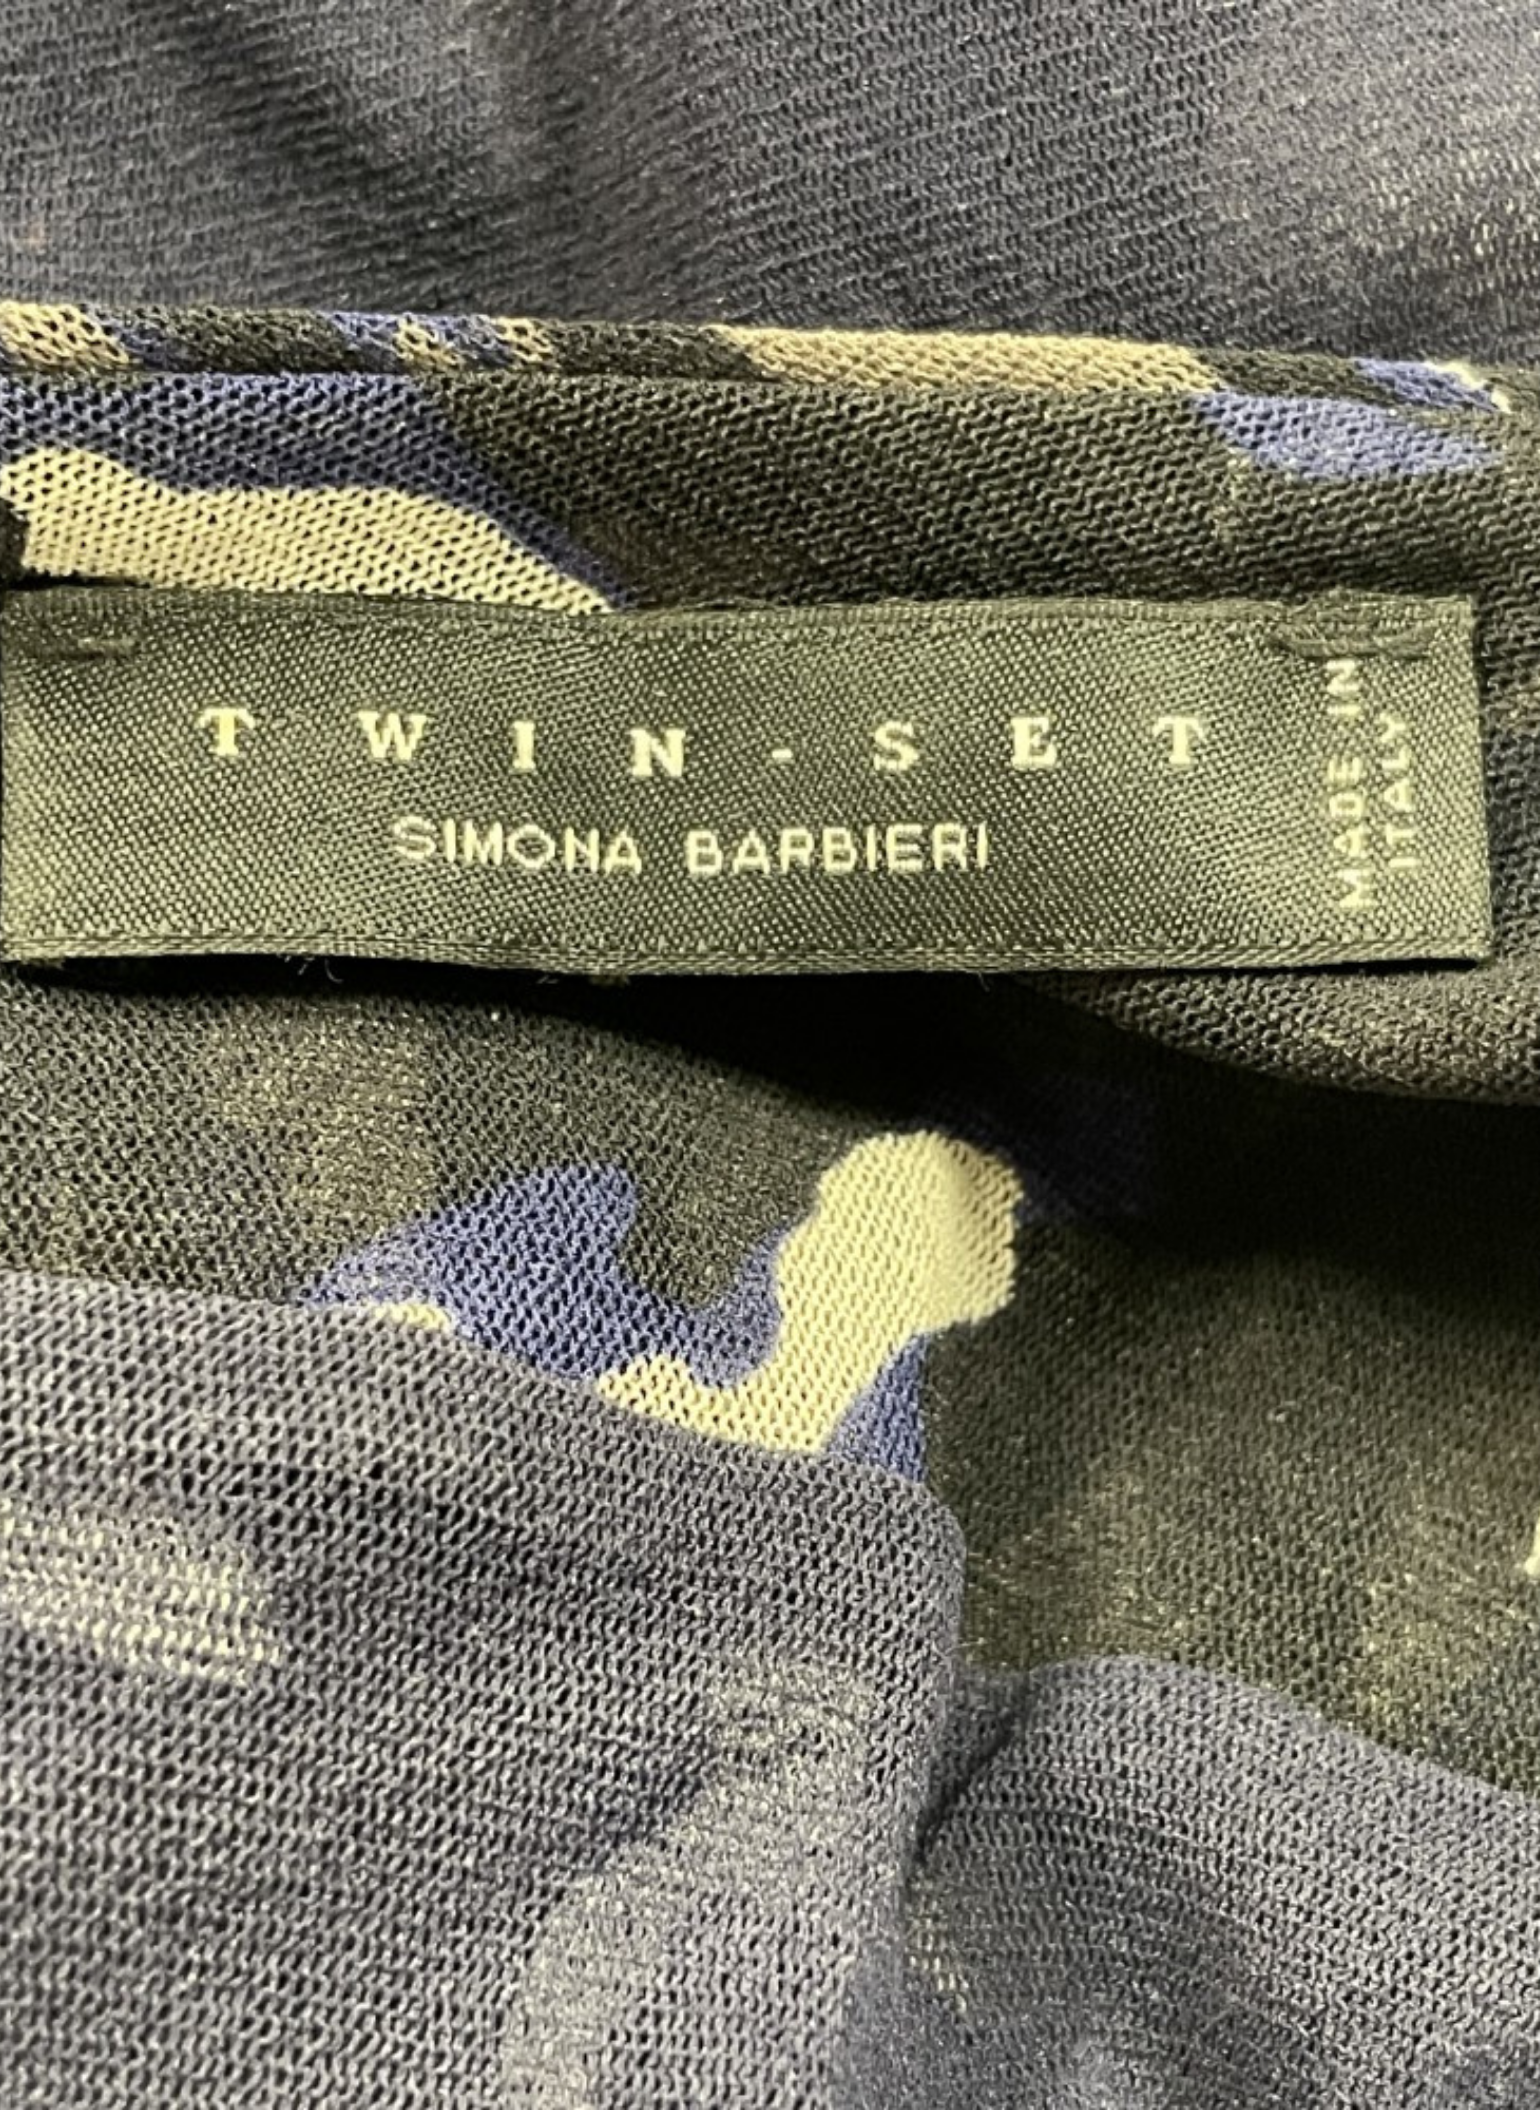 TWIN-SET
SIMONA BARBIERI
MADE IN
ITALY